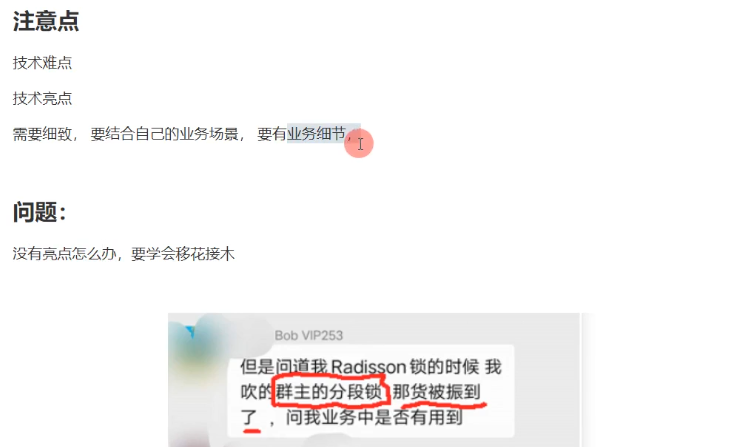 注意点
技术难点
技术亮点
需要细致， 要结合自己的业务场景， 要有业务细节，
问题：
没有亮点怎么办，要学会移花接木
Bob VIP253
但是问道我 Radisson 锁的时候 我
吹的群主的分段锁 那货被振到
了 ，问我业务中是否有用到